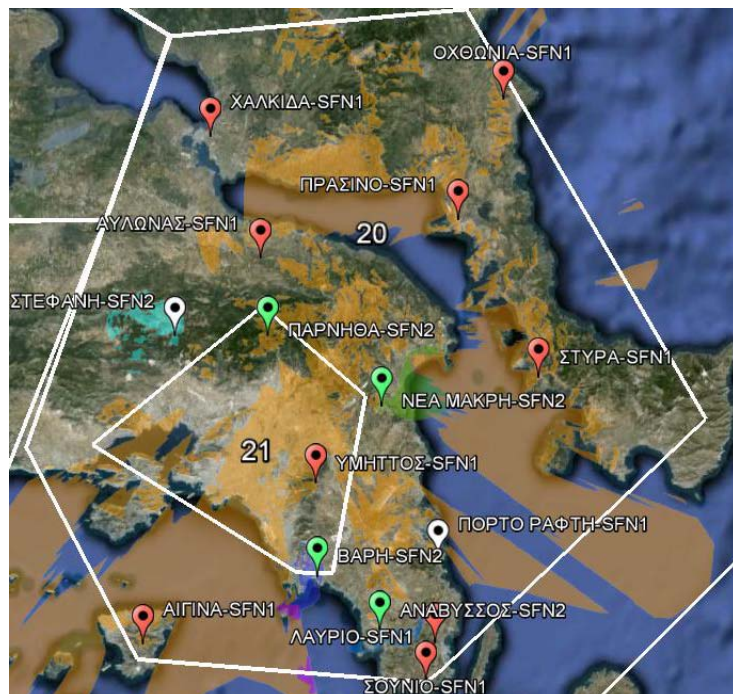 ΟΧΘΩΝΙΑ-SFN1
ΧΑΛΚΙΔΑ-SFN1
ΠΡΑΣΙΝΟ-SFN1
ΑΥΛΩΝΑΣ-SFN1
20
ΣΤΕΦΑΝΗ-SFN2
ΠΑΡΝΗΘΑ-SFN2
ΣΤΥΡΑ-SFN1
ΝΕΑ ΜΑΚΡΗ-SFN2
21
ΥΜΗΤΤΟΣ-SFN1
ΠΟΡΤΟ ΡΑΦΤΗ-SFN1
ΒΑΡΗ-SFN2
ΑΙΓΙΝΑ-SFN1
ΑΝΑΒΥΣΣΟΣ-SFN2
ΛΑΥΡΙΟ-SFN1
ΣΟΥΝΙΟ-SFN1